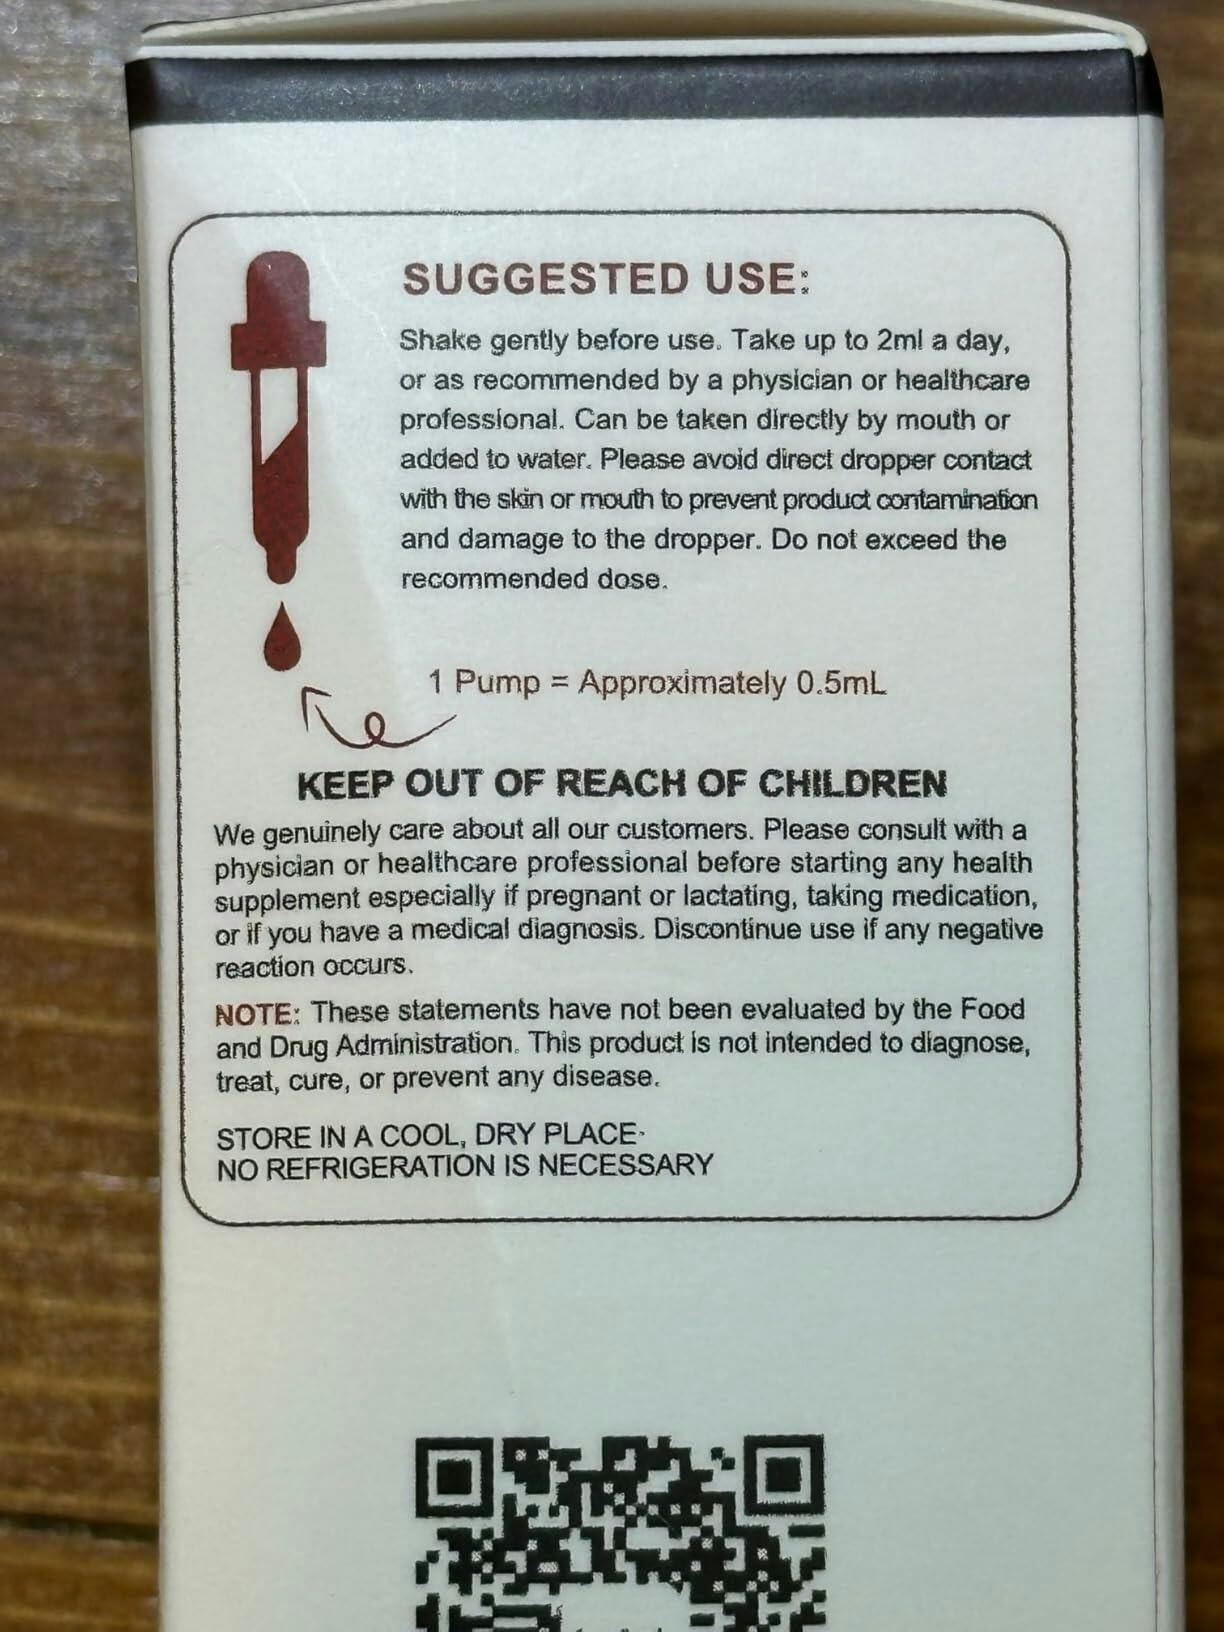 SUGGESTED USE:
Shake gently before use. Take up to 2ml a day,
or as recommended by a physician or healthcare
professional. Can be taken directly by mouth or
added to water. Please avoid direct dropper contact
with the skin or mouth to prevent product contamination
and damage to the dropper. Do not exceed the
recommended dose.
1 Pump = Approximately 0.5mL
KEEP OUT OF REACH OF CHILDREN
We genuinely care about all our customers. Please consult with a
physician or healthcare professional before starting any health
supplement especially if pregnant or lactating, taking medication,
or if you have a medical diagnosis. Discontinue use if any negative
reaction occurs.
NOTE: These statements have not been evaluated by the Food
and Drug Administration. This product is not intended to diagnose,
treat, cure, or prevent any disease.
STORE IN A COOL, DRY PLACE·
NO REFRIGERATION IS NECESSARY